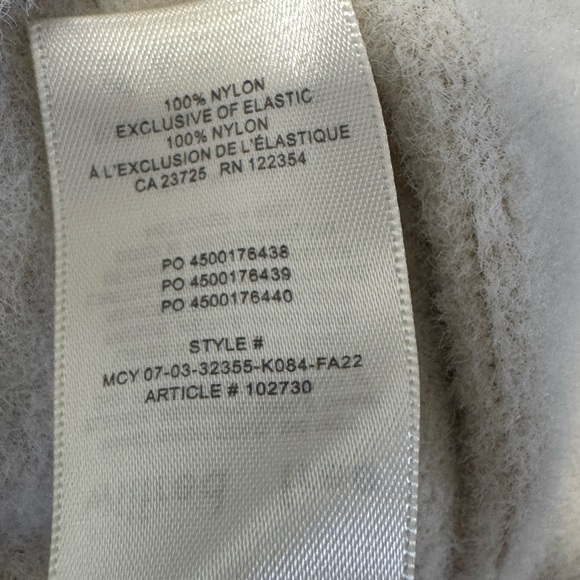 100% NYLON
EXCLUSIVE OF ELASTIC
100% NYLON
À L'EXCLUSION DE L'ÉLASTIQUE
CA 23725 RN 122354
PO 4500176438
PO 4500176439
PO 4500176440
STYLE #
MCY 07-03-32355-K084-FA22
ARTICLE # 102730